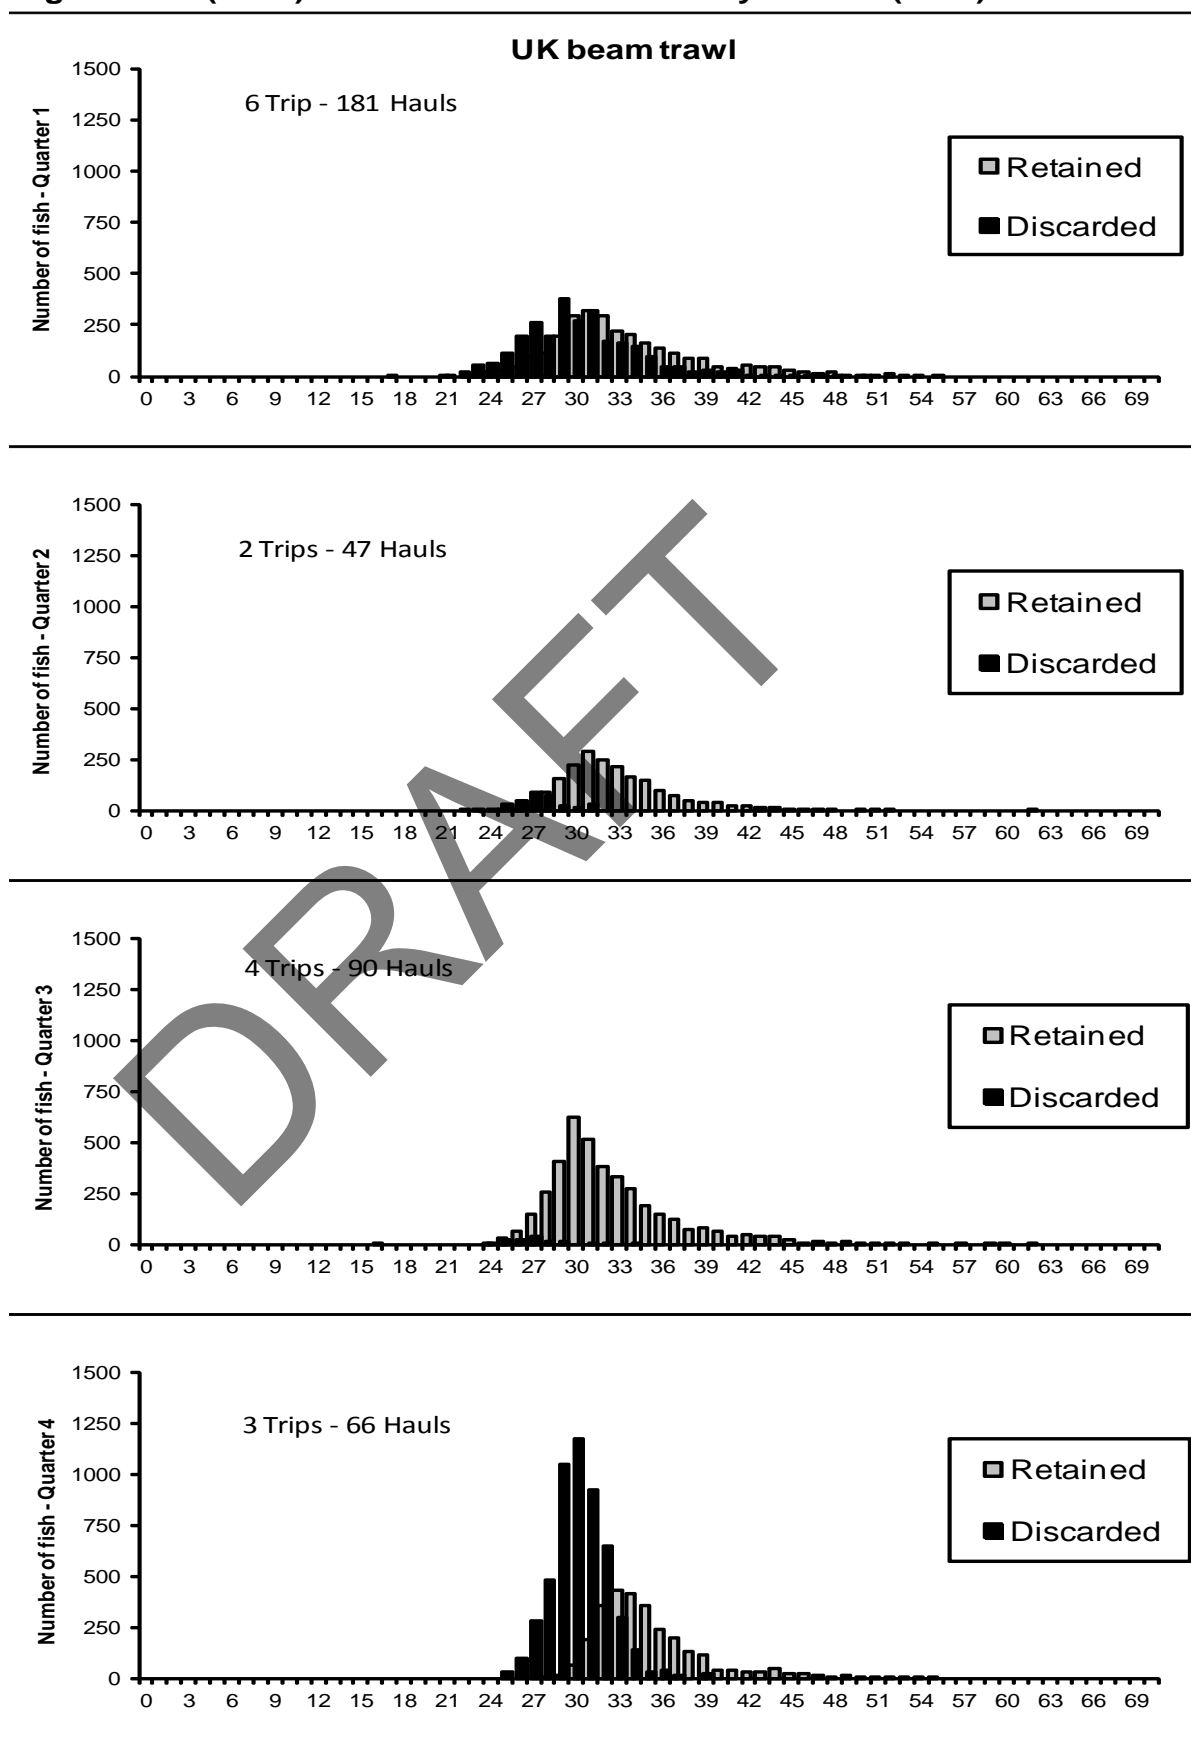 UK beam trawl
1500
6 Trip - 181 Hauls
1250
1000
750
500
250
0
Number of fish - Quarter 1
Retained
Discarded
0 3 6 9 12 15 18 21 24 27 30 33 36 39 42 45 48 51 54 57 60 63 66 69
1500
2 Trips - 47 Hauls
1250
1000
750
500
250
0
Number of fish - Quarter 2
Retained
Discarded
0 3 6 9 12 15 18 21 24 27 30 33 36 39 42 45 48 51 54 57 60 63 66 69
DRAFT
1500
4 Trips - 90 Hauls
1250
1000
750
500
250
0
Number of fish - Quarter 3
Retained
Discarded
0 3 6 9 12 15 18 21 24 27 30 33 36 39 42 45 48 51 54 57 60 63 66 69
1500
3 Trips - 66 Hauls
1250
1000
750
500
250
0
Number of fish - Quarter 4
Retained
Discarded
0 3 6 9 12 15 18 21 24 27 30 33 36 39 42 45 48 51 54 57 60 63 66 69